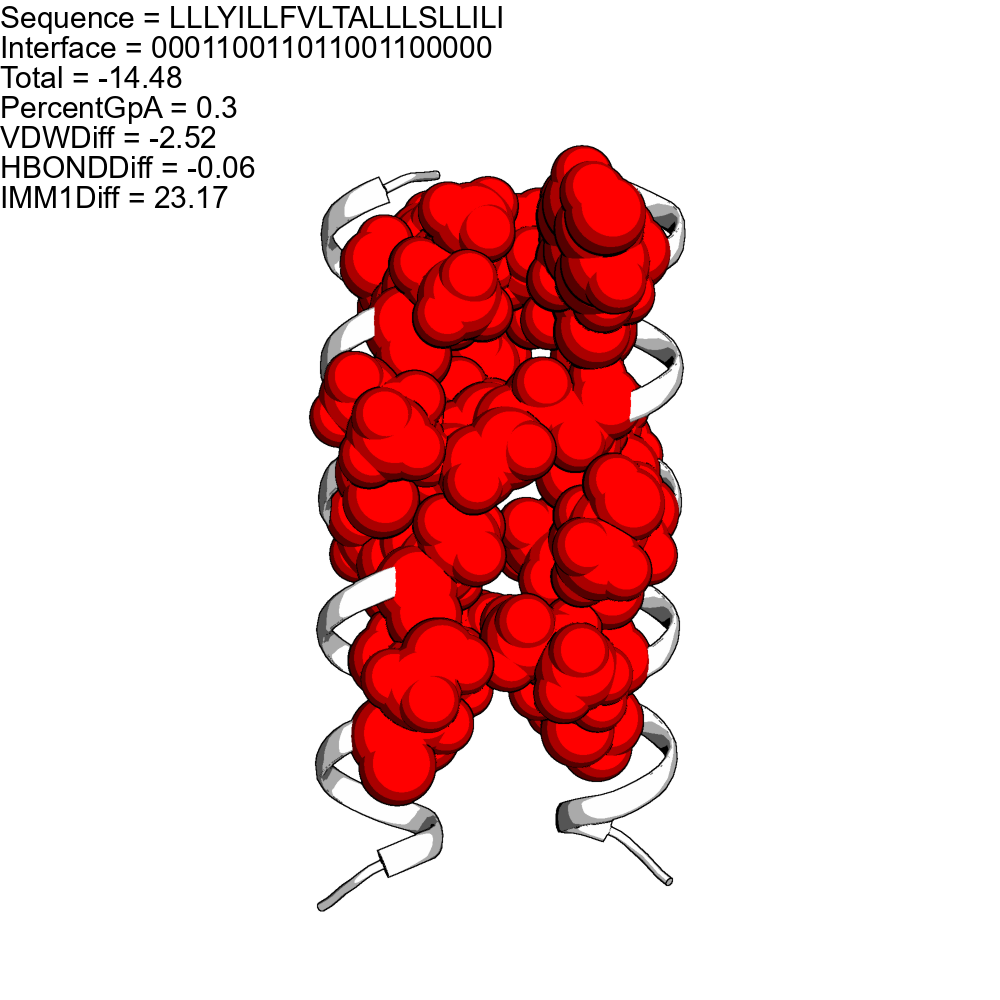 Sequence = LLLYILLFVLTALLLSLLILI
Interface = 000110011011001100000
Total = -14.48
PercentGpA = 0.3
VDWDiff = -2.52
HBONDDiff = -0.06
IMM1Diff = 23.17